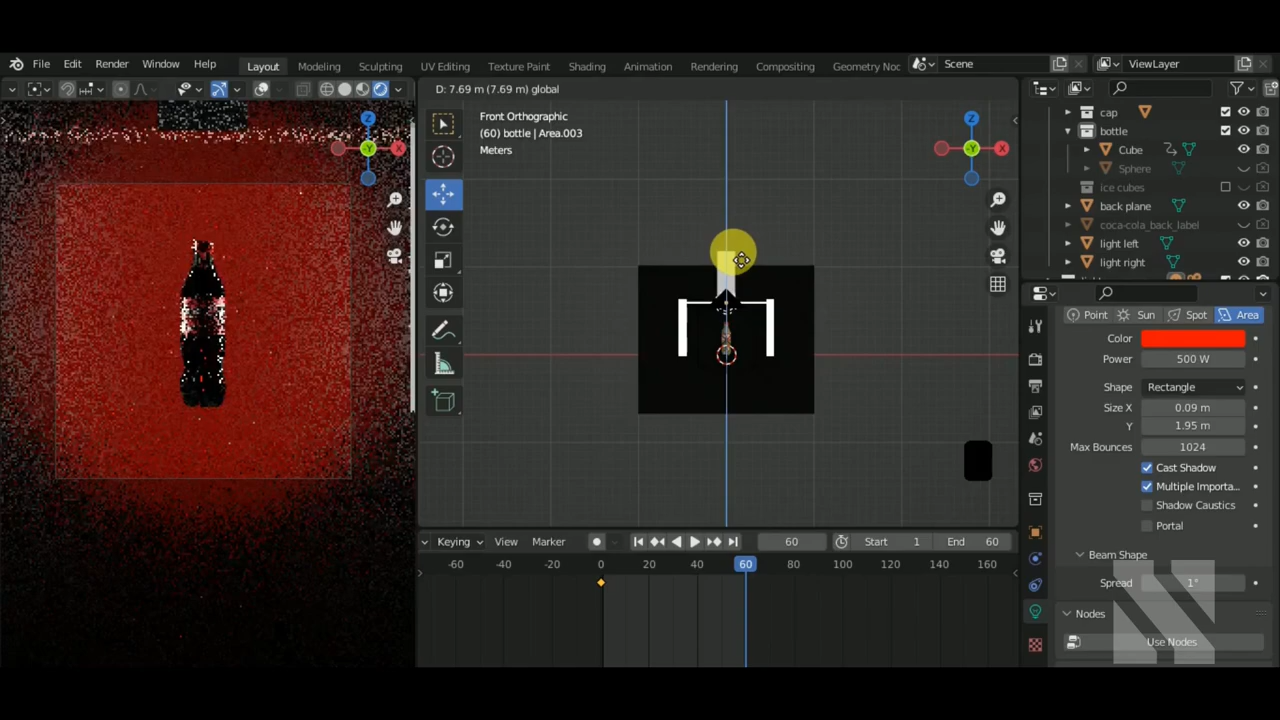 File Edit Render Window Help
Layout Modeling Sculpting UV Editing Texture Paint Shading Animation Rendering Compositing Geometry Noc
Scene ViewLayer
D: 7.69 m (7.69 m) global
Front Orthographic
(60) bottle | Area.003
Meters
Z
-Y
X
Z
-Y
X
cap
bottle
Cube
Sphere
ice cubes
back plane
coca-cola_back_label
light left
light right
Point Sun Spot Area
Color
Power 500 W
Shape Rectangle
Size X 0.09 m
Y 1.95 m
Max Bounces 1024
Cast Shadow
Multiple Importa...
Shadow Caustics
Portal
Beam Shape
Spread 1°
Nodes
Use Nodes
Keying View Marker 60 Start 1 End 60
-60 -40 -20 0 20 40 60 80 100 120 140 160